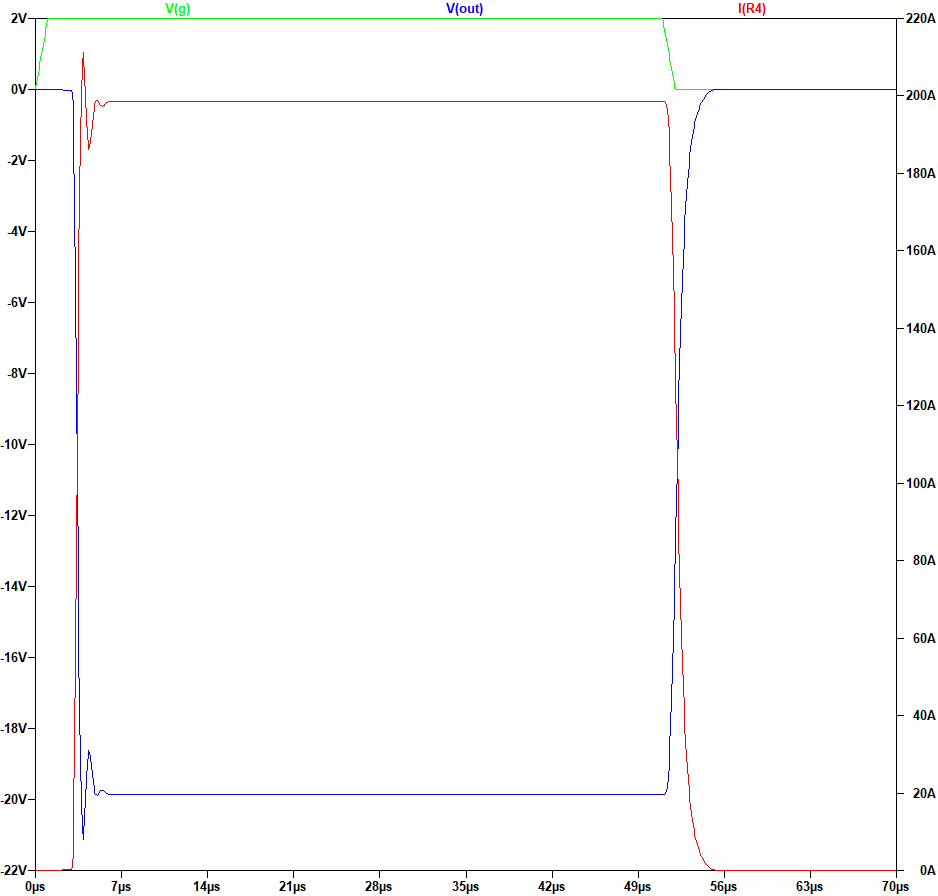 V(g) V(out) I(R4)
2V 220A
0V 200A
-2V 180A
-4V 160A
-6V 140A
-8V 120A
-10V 100A
-12V 80A
-14V 60A
-16V 40A
-18V 20A
-20V 0A
-22V
0µs 7µs 14µs 21µs 28µs 35µs 42µs 49µs 56µs 63µs 70µs